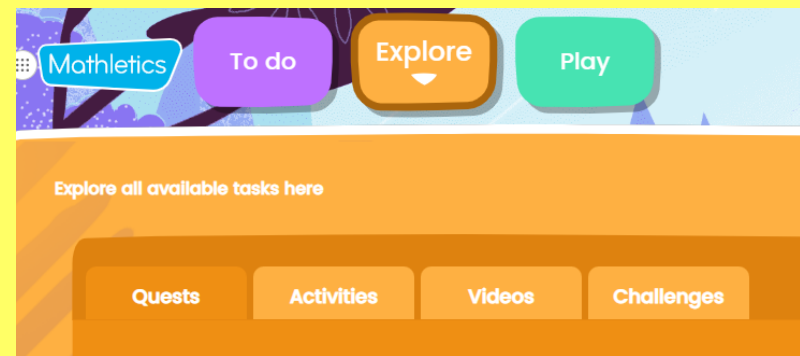 Mathletics To do Explore Play
Explore all available tasks here
Quests Activities Videos Challenges